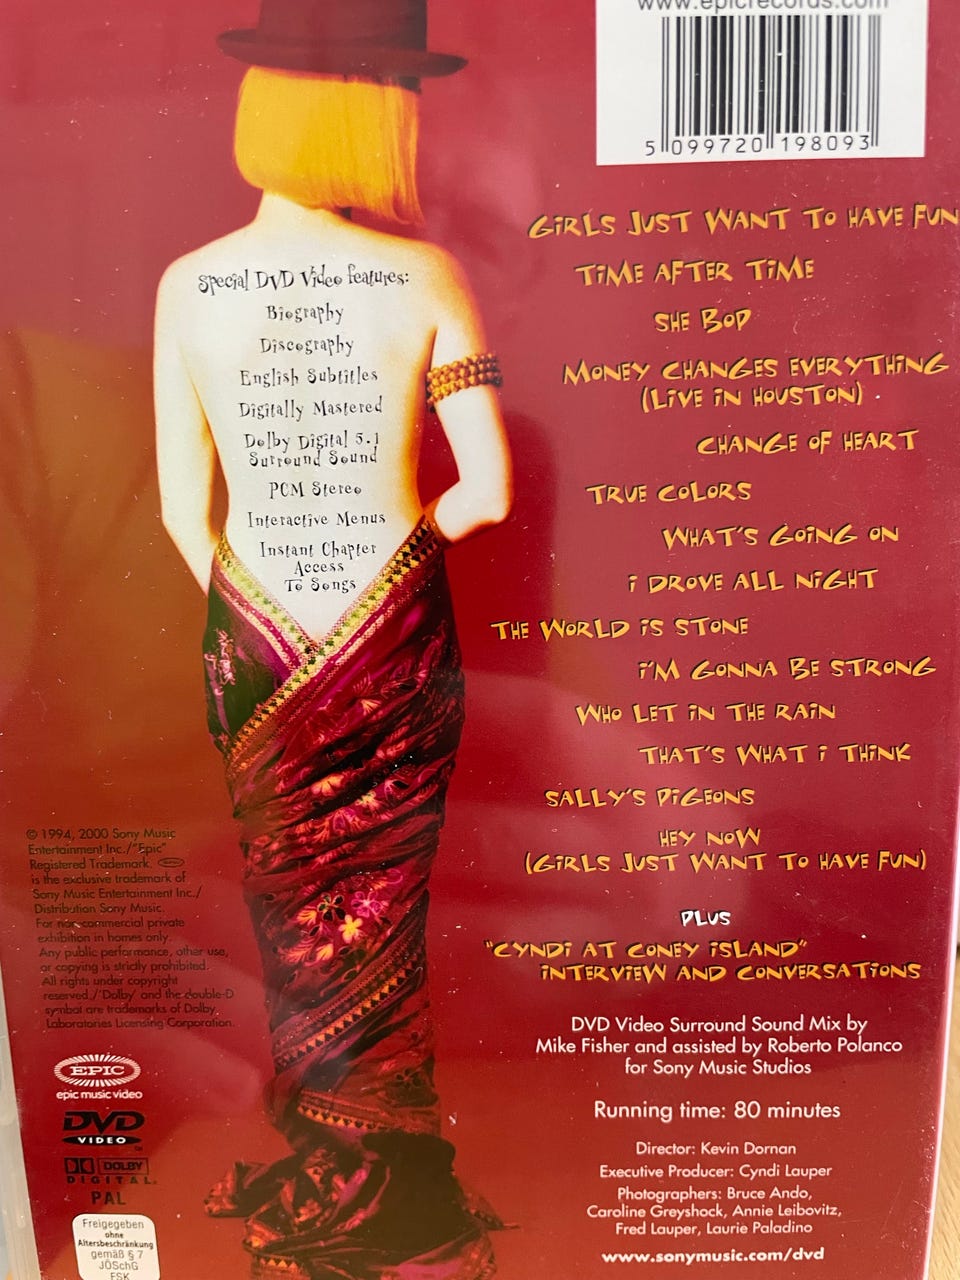 www.epicrecords.com
5 099720 198093
GiRLS JUST WANT To HAVE FUN
TiME AFTER TiME
SHE BOP
MONEY CHANGES EVERYTHiNG
(LiVE iN HOUSTON)
CHANGE OF HEART
TRUE COLORS
WHAT'S GOiNG ON
i DROVE ALL NiGHT
THE WORLD iS STONE
i'M GONNA BE STRONG
WHO LET iN THE RAiN
THAT'S WHAT i THiNK
SALLY'S PiGEONS
HEY NOW
(GiRLS JUST WANT To HAVE FUN)
PLUS
"CYNDi AT CONEY iSLAND"
iNTERViEW AND CONVERSATiONS
DVD Video Surround Sound Mix by
Mike Fisher and assisted by Roberto Polanco
for Sony Music Studios
Running time: 80 minutes
Director: Kevin Dornan
Executive Producer: Cyndi Lauper
Photographers: Bruce Ando,
Caroline Greyshock, Annie Leibovitz,
Fred Lauper, Laurie Paladino
www.sonymusic.com/dvd
Special DVD Video features:
Biography
Discography
English Subtitles
Digitally Mastered
Dolby Digital 5.1
Surround Sound
PCM Stereo
Interactive Menus
Instant Chapter
Access
To Songs
© 1994, 2000 Sony Music
Entertainment Inc./"Epic"
Registered Trademark.
is the exclusive trademark of
Sony Music Entertainment Inc./
Distribution Sony Music.
For non-commercial private
exhibition in homes only.
Any public performance, other use,
or copying is strictly prohibited.
All rights under copyright
reserved./'Dolby' and the double-D
symbol are trademarks of Dolby
Laboratories Licensing Corporation.
EPIC
epic music video
DVD
VIDEO
DOLBY
DIGITAL
PAL
Freigegeben
ohne
Altersbeschränkung
gemäß § 7
JÖSchG
FSK